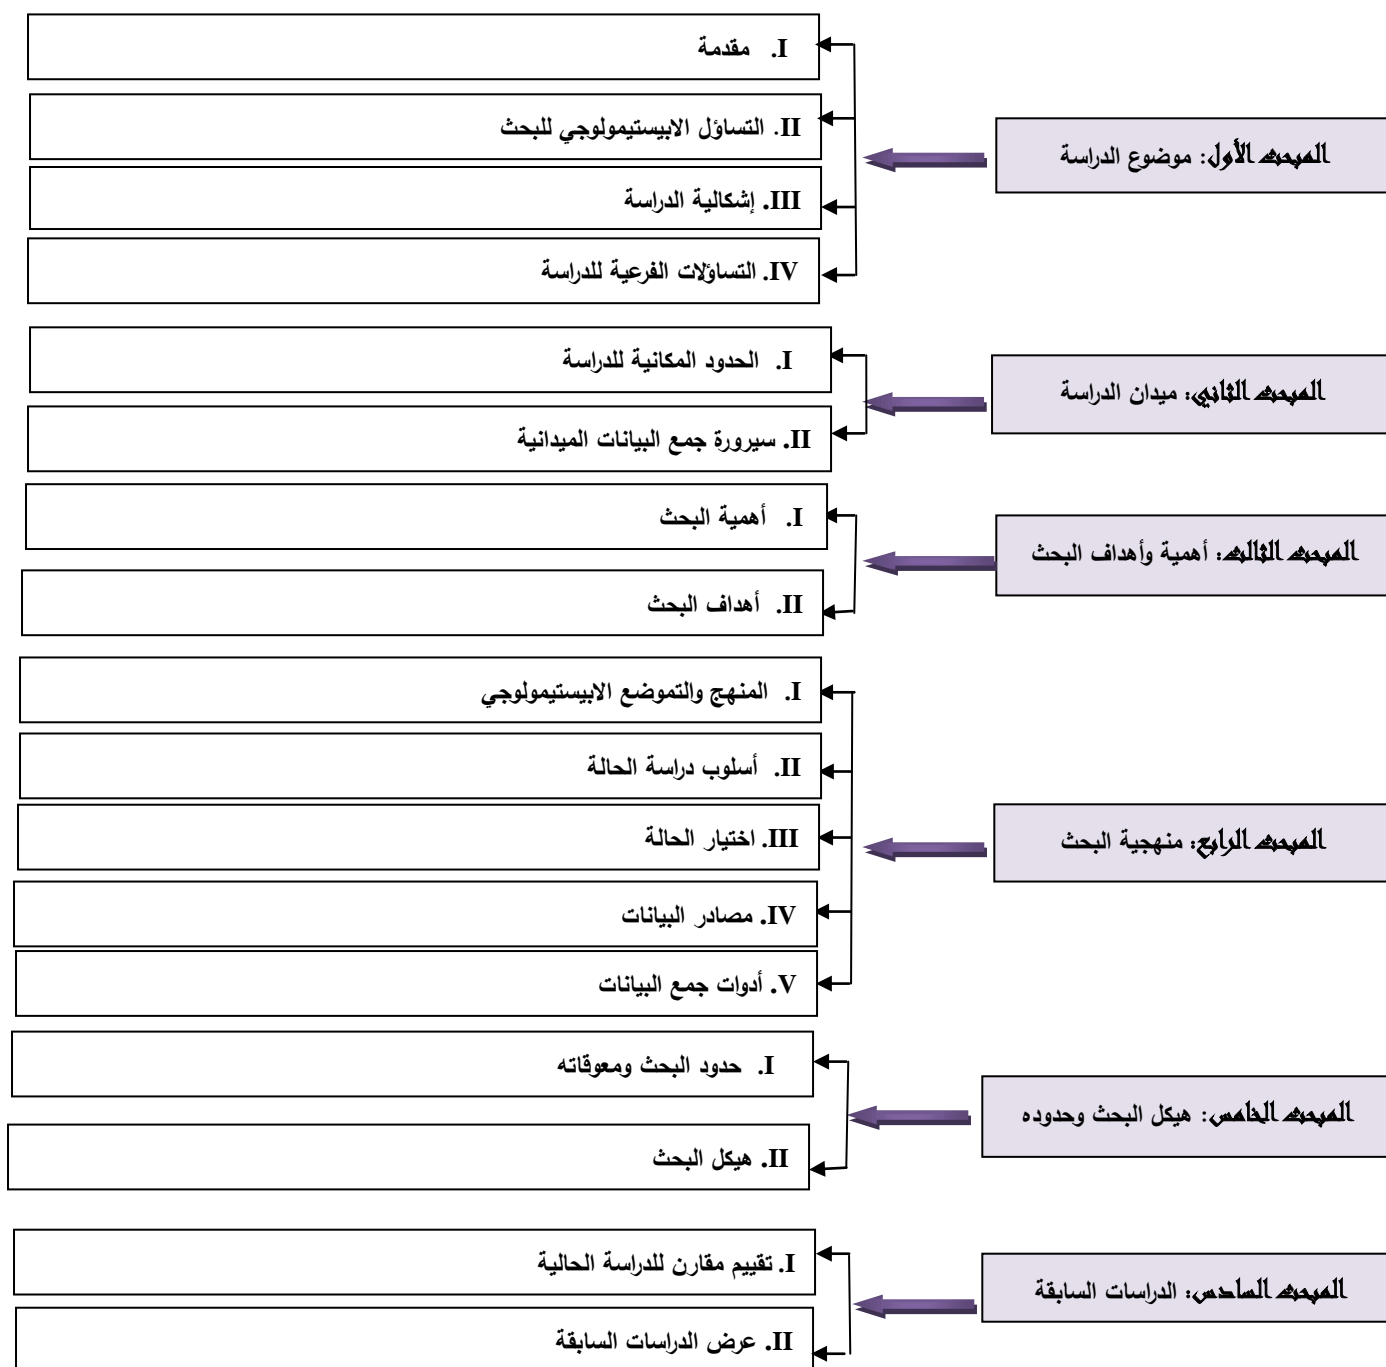 المبحث الأول: موضوع الدراسة
I. مقدمة
II. التساؤل الابيستيمولوجي للبحث
III. إشكالية الدراسة
IV. التساؤلات الفرعية للدراسة
المبحث الثاني: ميدان الدراسة
I. الحدود المكانية للدراسة
II. سيرورة جمع البيانات الميدانية
المبحث الثالث: أهمية وأهداف البحث
I. أهمية البحث
II. أهداف البحث
المبحث الرابع: منهجية البحث
I. المنهج والتموضع الابيستيمولوجي
II. أسلوب دراسة الحالة
III. اختيار الحالة
IV. مصادر البيانات
V. أدوات جمع البيانات
المبحث الخامس: هيكل البحث وحدوده
I. حدود البحث ومعوقاته
II. هيكل البحث
المبحث السادس: الدراسات السابقة
I. تقييم مقارن للدراسة الحالية
II. عرض الدراسات السابقة